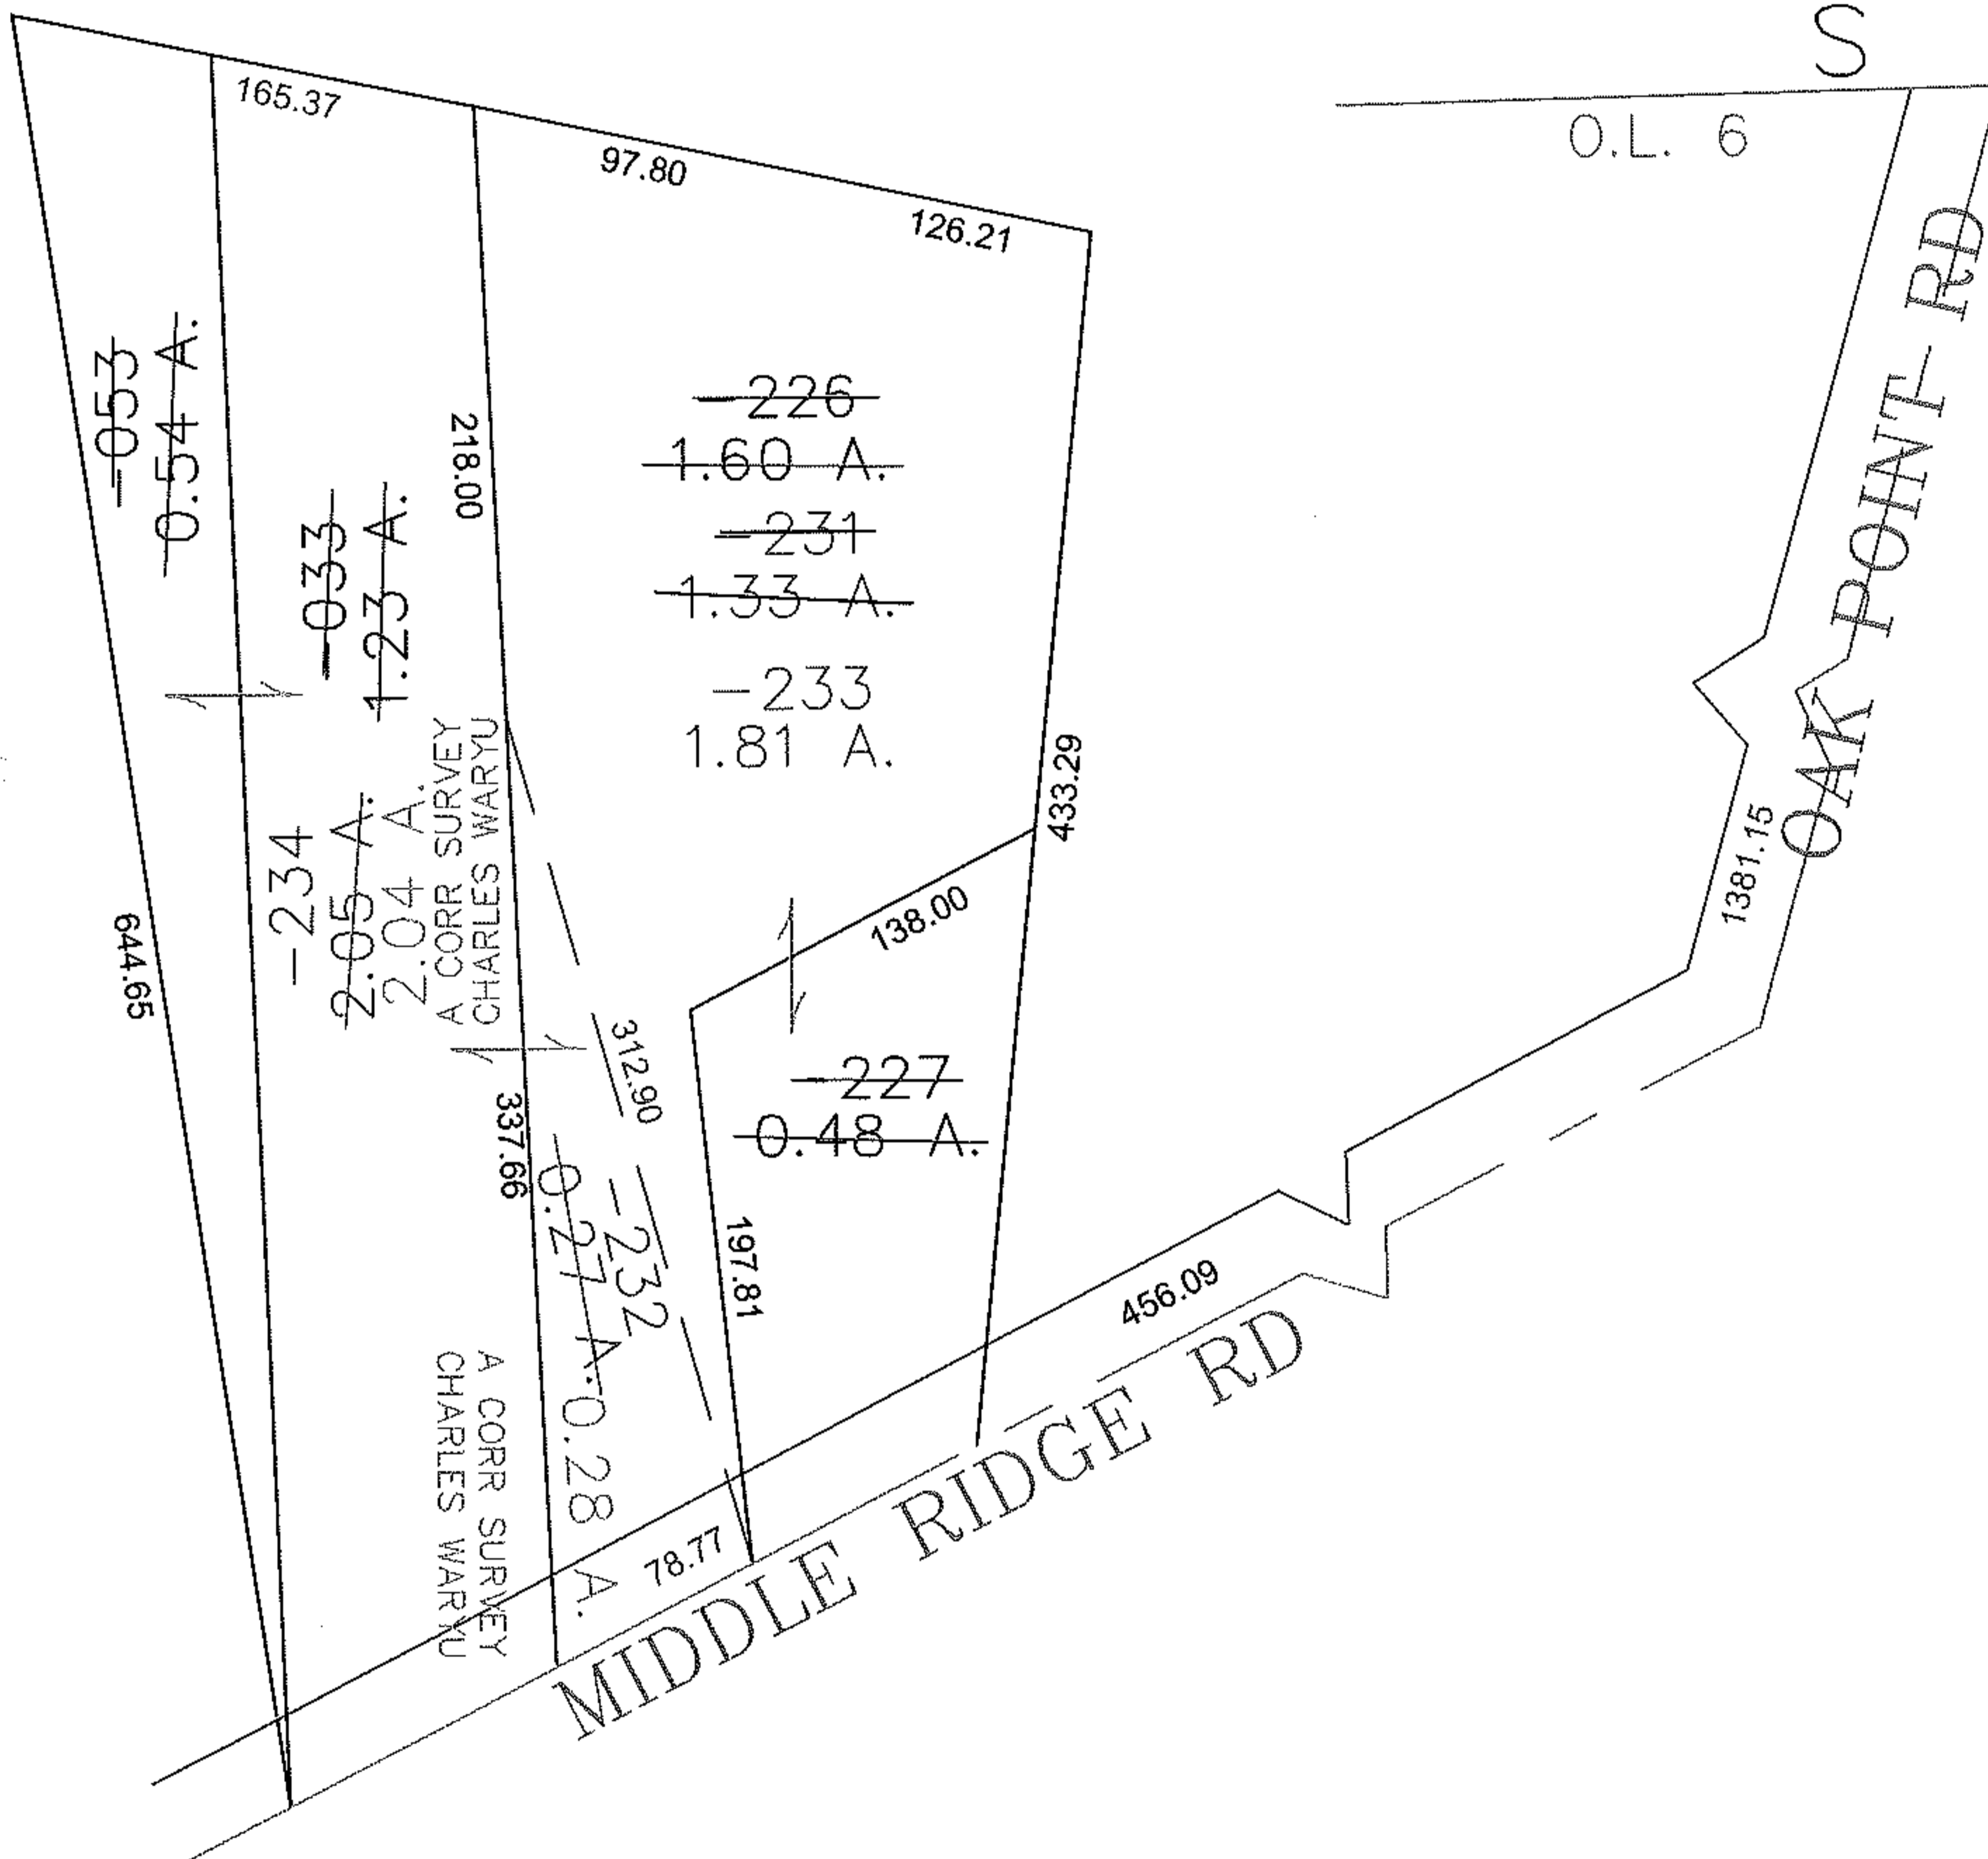 S
O.L. 6
165.37
97.80
126.21
OAK POINT RD
-053
0.54 A.
-033
1.23 A.
218.00
-226
1.60 A.
-231
1.33 A.
-233
1.81 A.
433.29
1381.15
-234
2.05 A.
2.04 A.
A CORR SURVEY
CHARLES WARYU
644.65
138.00
312.90
337.66
-227
0.48 A.
-232
0.27 A. 0.28 A.
197.81
456.09
A CORR SURVEY
CHARLES WARYU
78.77
MIDDLE RIDGE RD